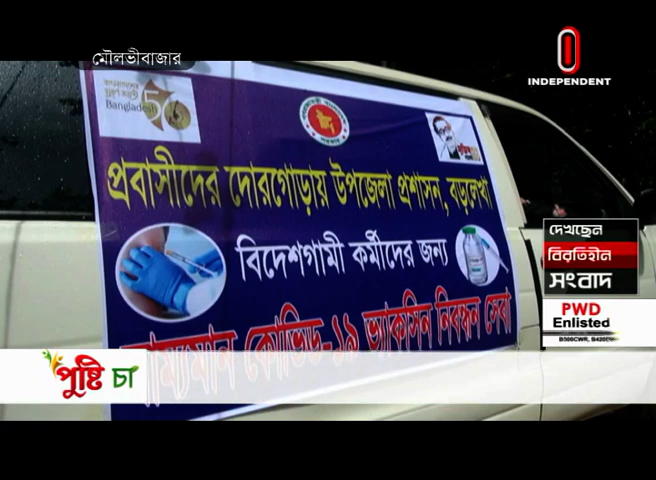 মৌলভীবাজার
INDEPENDENT
Bangladesh 50
প্রবাসীদের দোরগোড়ায় উপজেলা প্রশাসন, বড়লেখা
বিদেশগামী কর্মীদের জন্য
ভ্রাম্যমান কোভিড-১৯ ভ্যাকসিন নিবন্ধন সেবা
দেখছেন
বিরতিহীন
সংবাদ
PWD
Enlisted
পুষ্টি চা